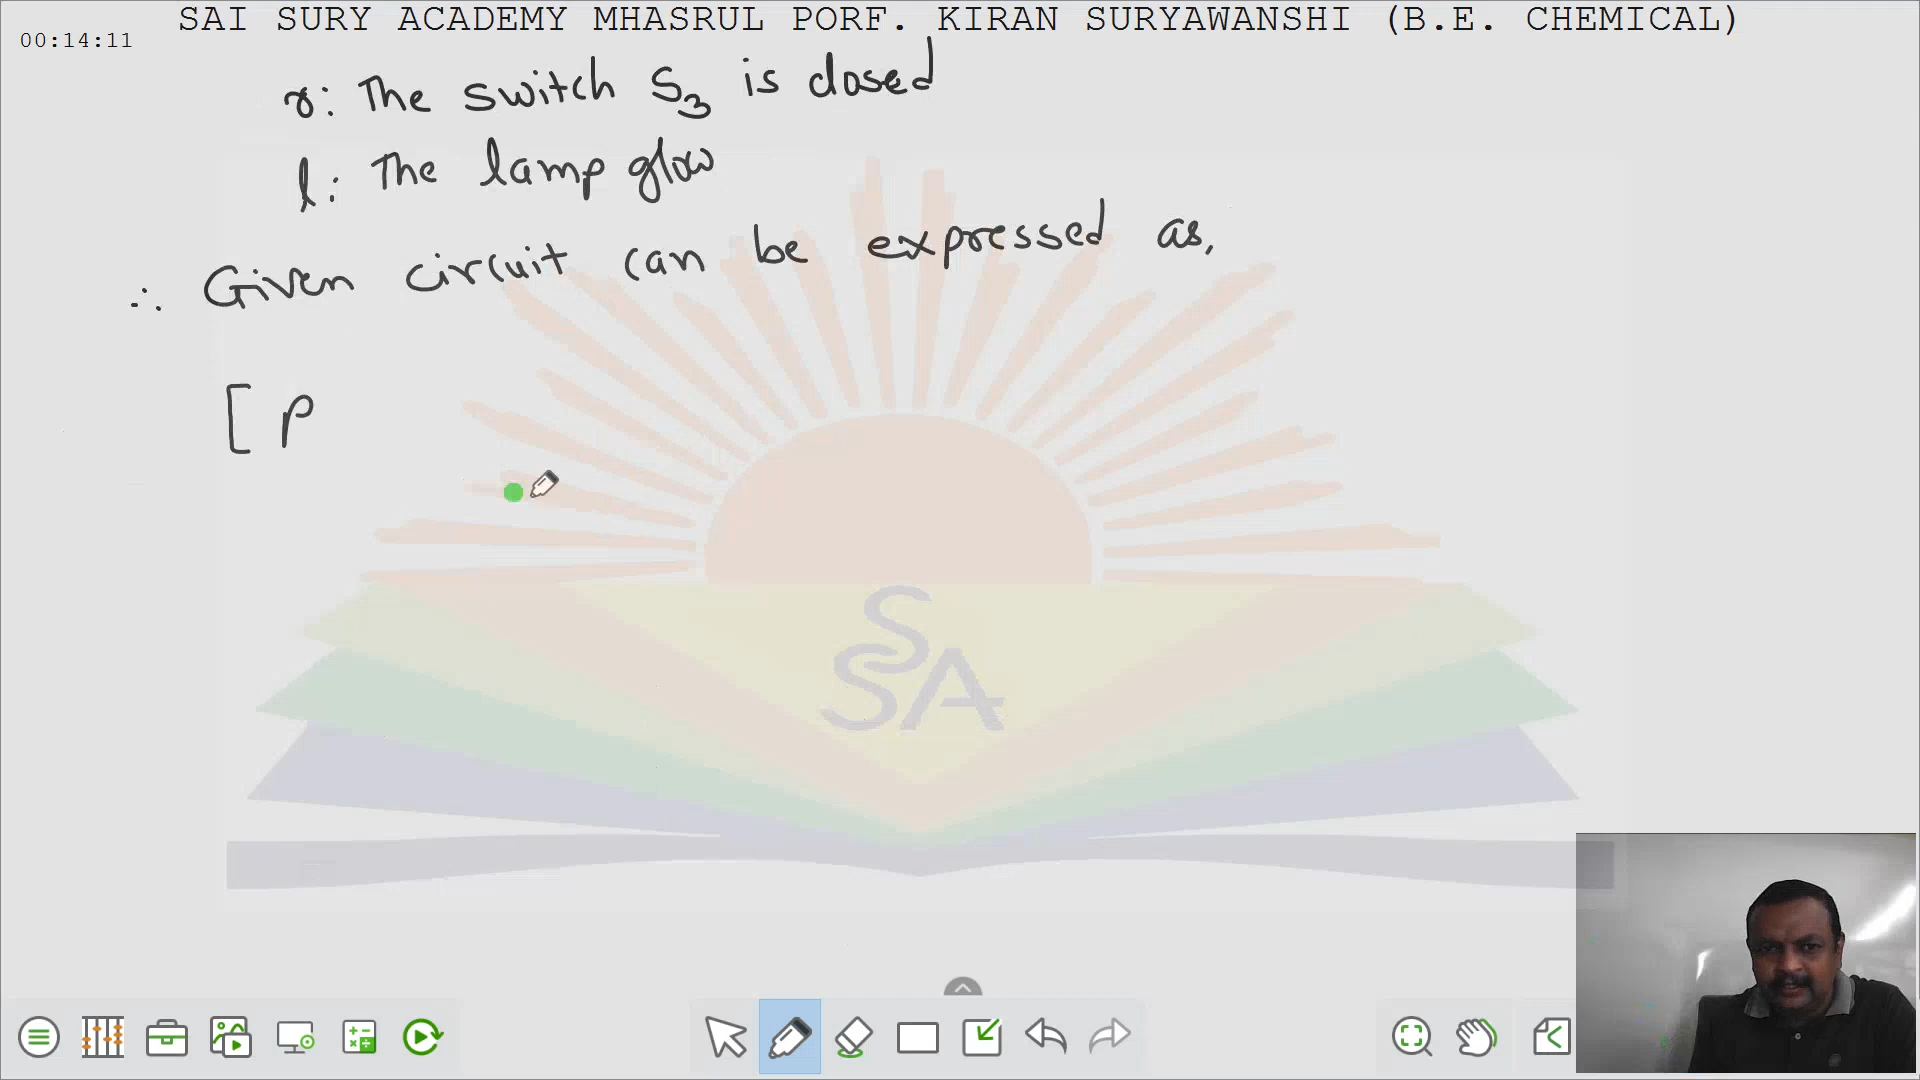 SAI SURY ACADEMY MHASRUL PORF. KIRAN SURYAWANSHI (B.E. CHEMICAL)
00:14:11
r: The switch S3 is closed
l: The lamp glow
∴ Given circuit can be expressed as,
[ p
SSA